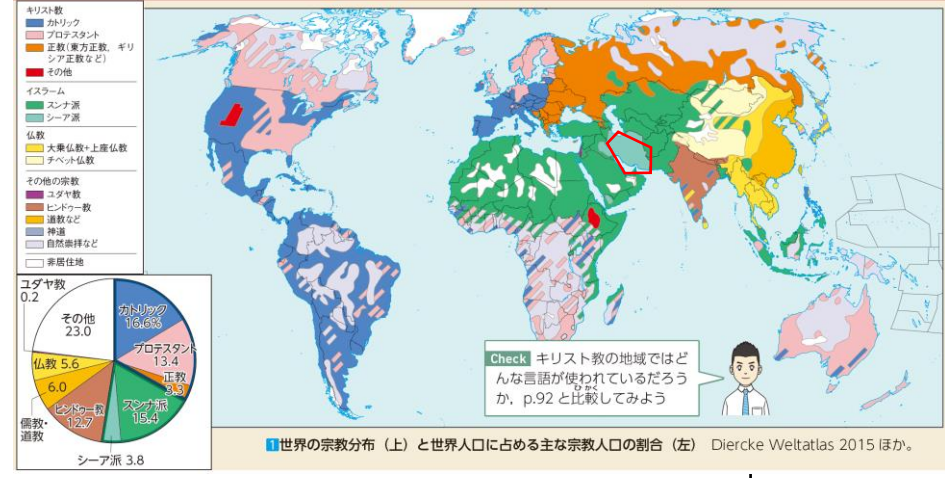 キリスト教
カトリック
プロテスタント
正教(東方正教, ギリ
シア正教など)
その他
イスラーム
スンナ派
シーア派
仏教
大乗仏教+上座仏教
チベット仏教
その他の宗教
ユダヤ教
ヒンドゥー教
道教など
神道
自然崇拝など
非居住地
ユダヤ教
0.2
その他
23.0
カトリック
16.6%
プロテスタント
13.4
正教
3.3
スンナ派
15.4
シーア派 3.8
ヒンドゥー教
12.7
儒教・
道教
6.0
仏教 5.6
Check キリスト教の地域ではど
んな言語が使われているだろう
か,p.92 と比較してみよう
ひかく
1世界の宗教分布(上)と世界人口に占める主な宗教人口の割合(左) Diercke Weltatlas 2015 ほか。